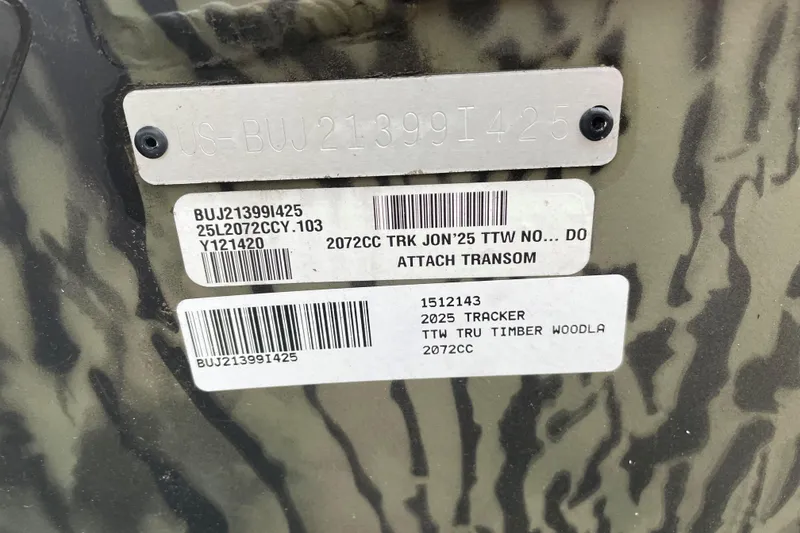 US-BUJ21399I425
BUJ21399I425
25L2072CCY.103
Y121420
2072CC TRK JON'25 TTW NO... DO
ATTACH TRANSOM
BUJ21399I425
1512143
2025 TRACKER
TTW TRU TIMBER WOODLA
2072CC